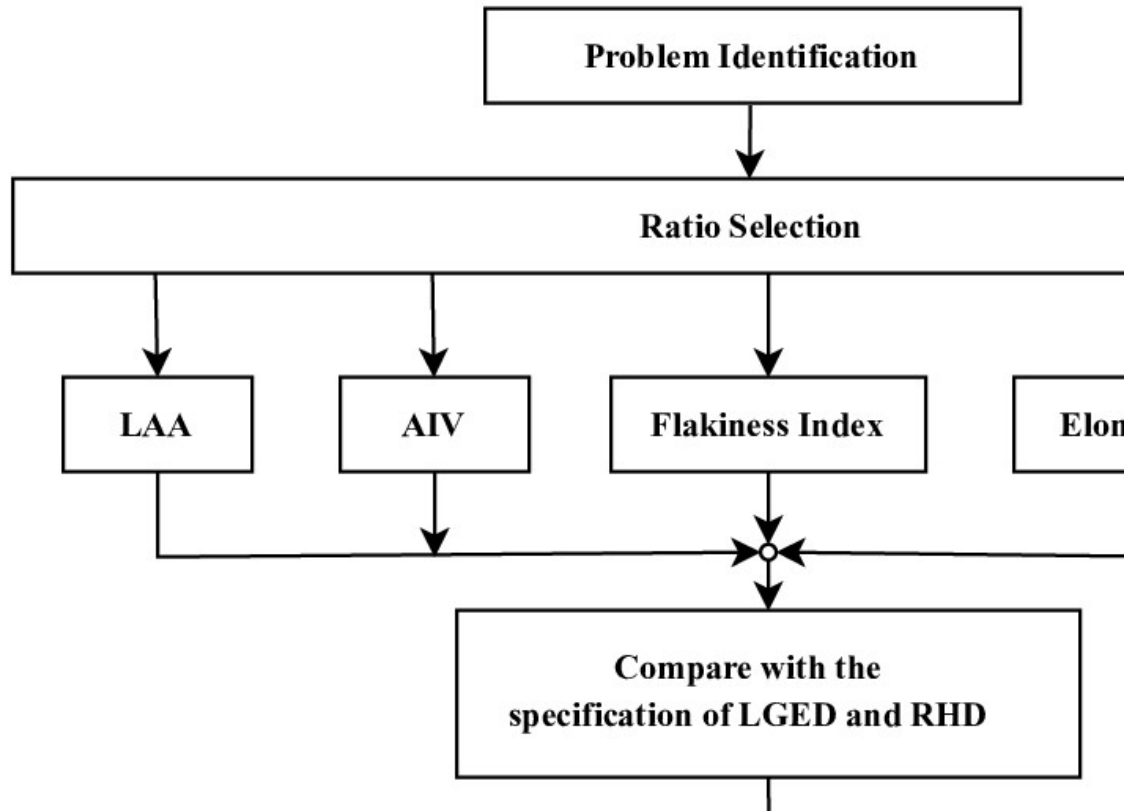 Problem Identification
Ratio Selection
LAA
AIV
Flakiness Index
Elon
Compare with the
specification of LGED and RHD